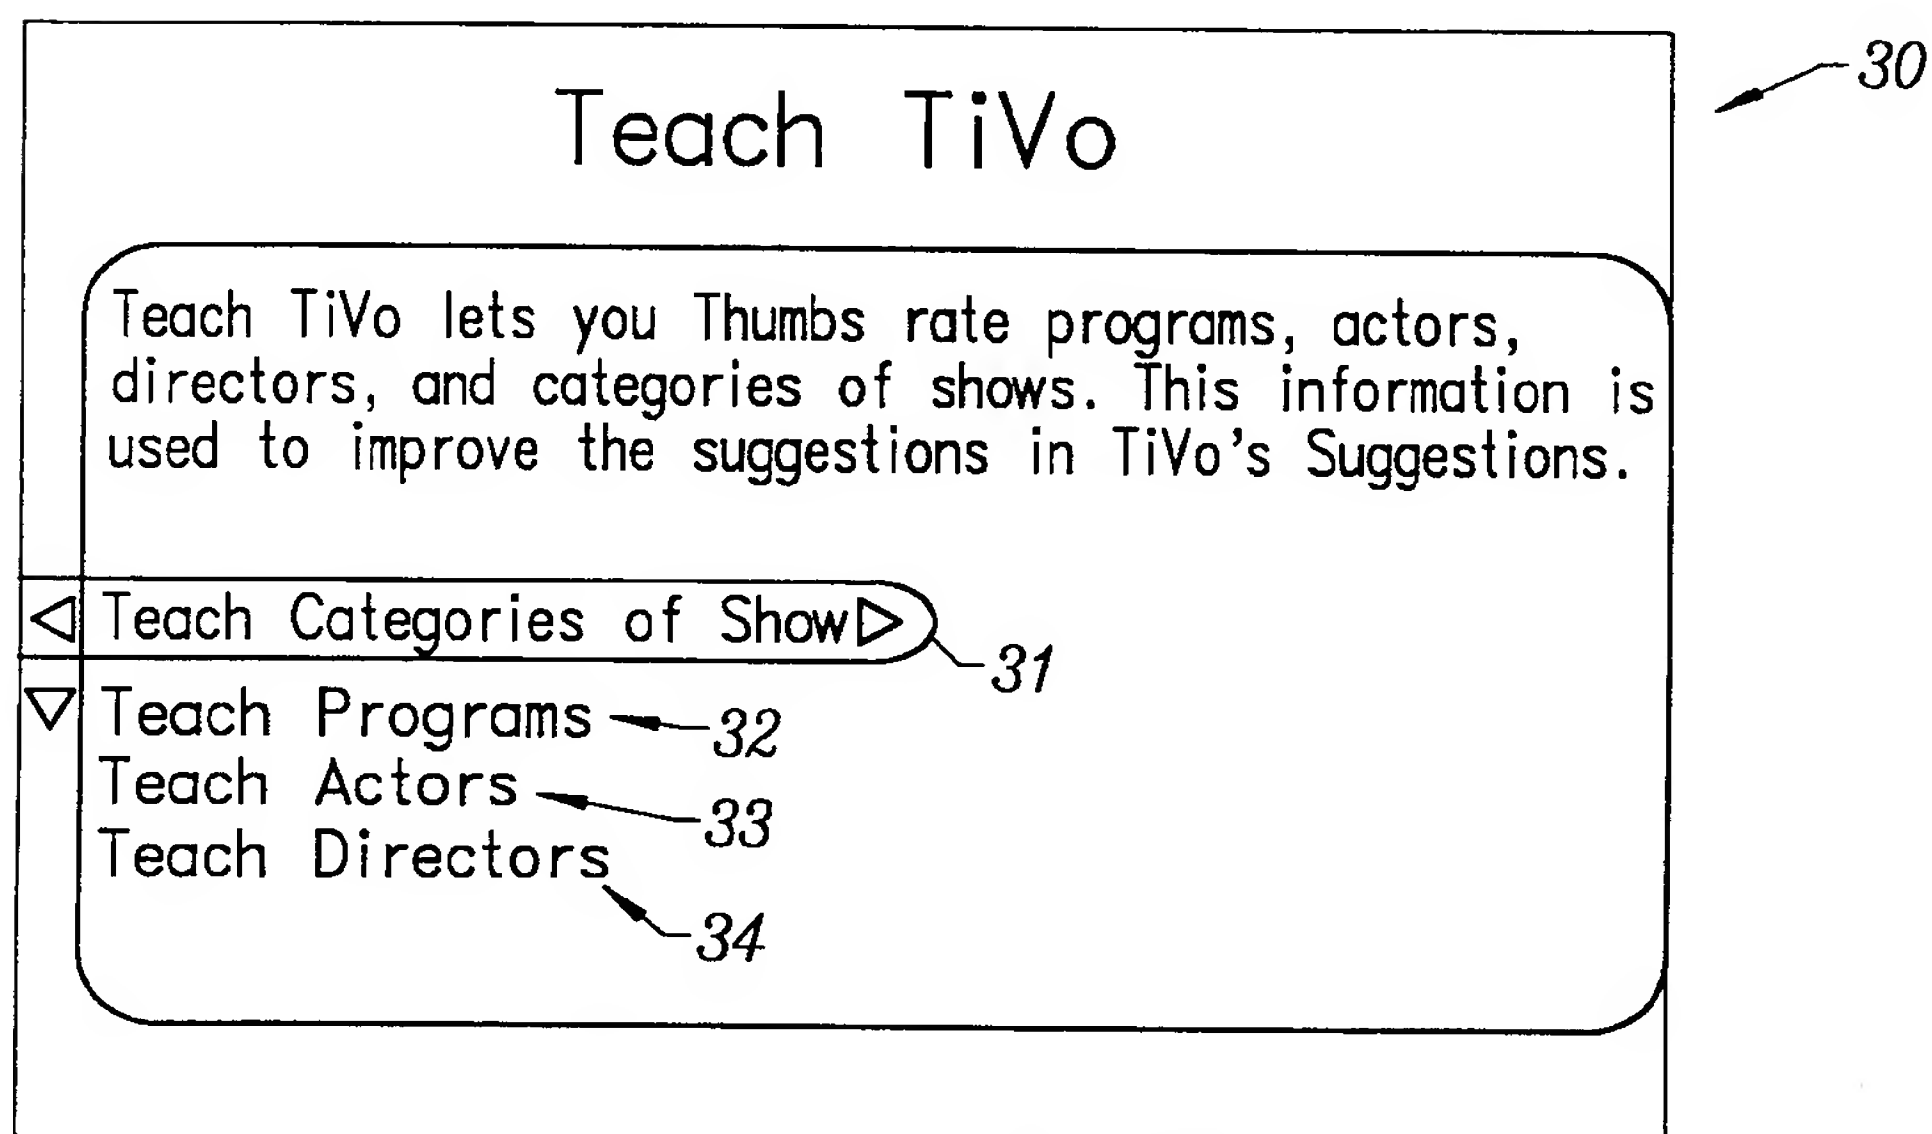 30
Teach TiVo
Teach TiVo lets you Thumbs rate programs, actors,
directors, and categories of shows. This information is
used to improve the suggestions in TiVo's Suggestions.
Teach Categories of Show
31
Teach Programs
32
Teach Actors
33
Teach Directors
34